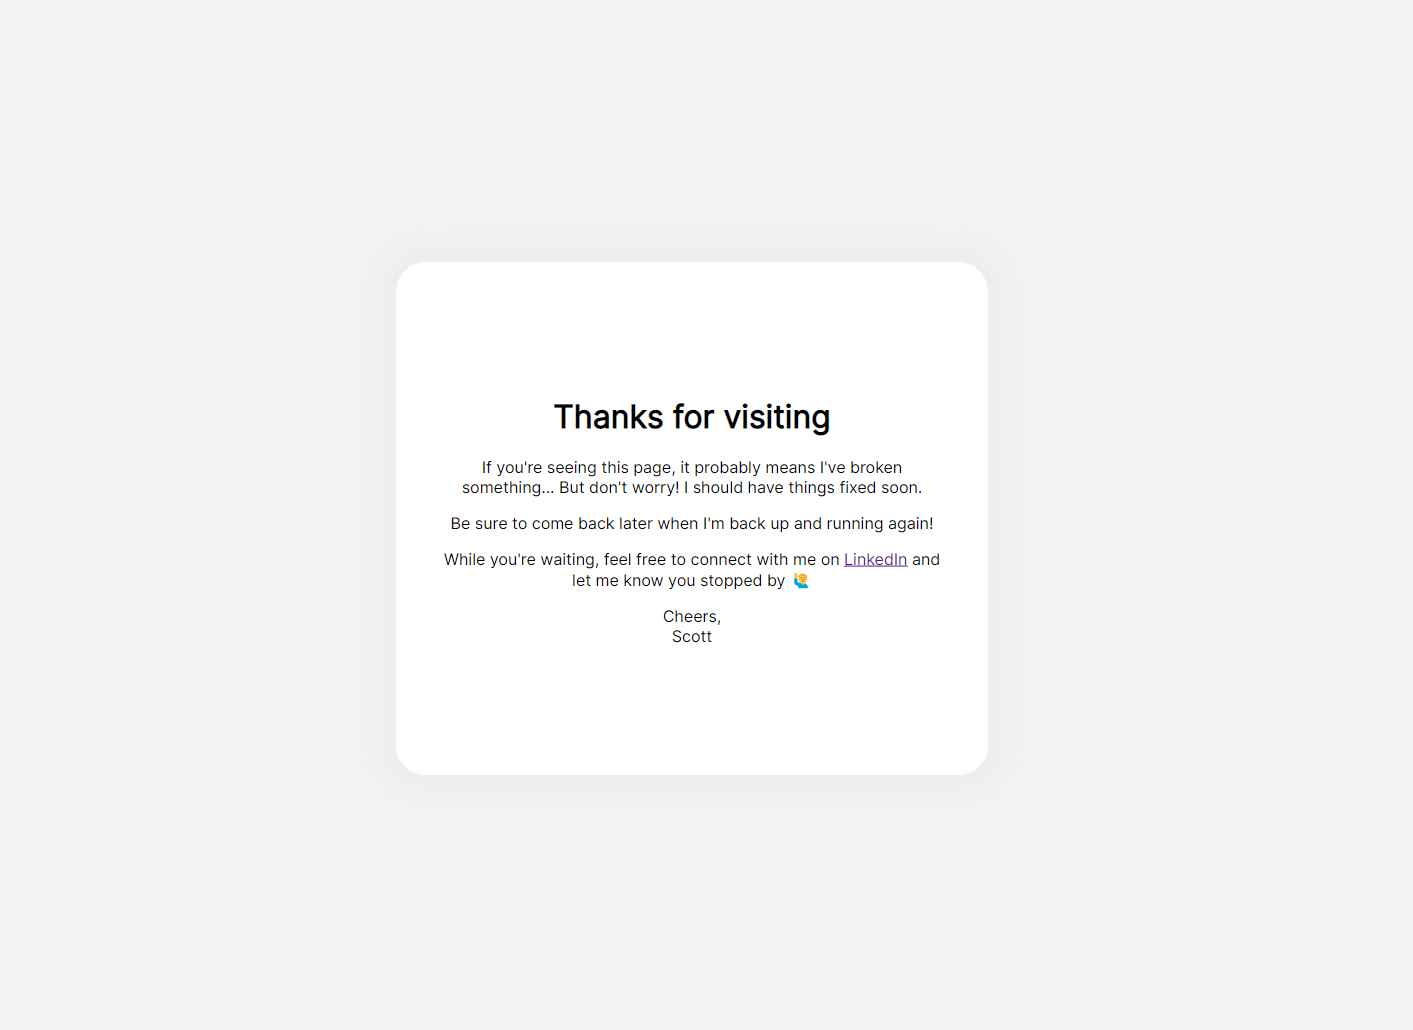 Thanks for visiting
If you're seeing this page, it probably means I've broken
something... But don't worry! I should have things fixed soon.
Be sure to come back later when I'm back up and running again!
While you're waiting, feel free to connect with me on LinkedIn and
let me know you stopped by 🙋‍♂️
Cheers,
Scott